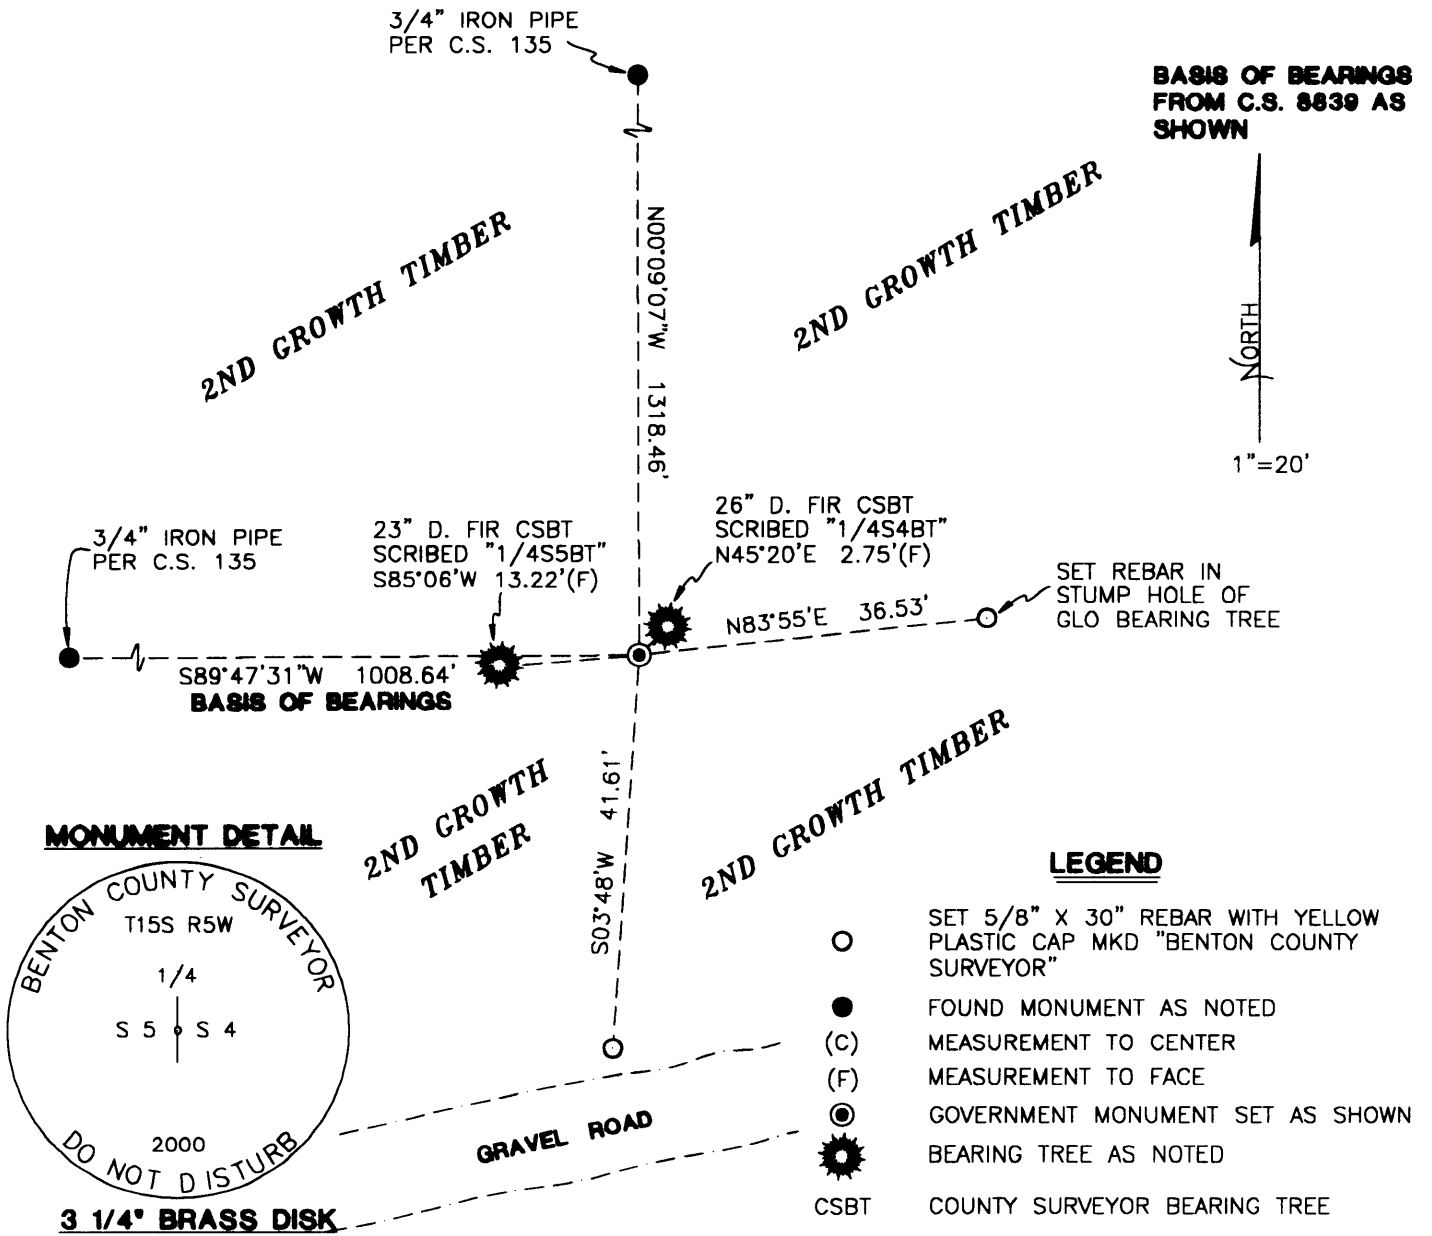 3/4" IRON PIPE
PER C.S. 135
BASIS OF BEARINGS
FROM C.S. 8839 AS
SHOWN
2ND GROWTH TIMBER
2ND GROWTH TIMBER
N00°09'07"W 1318.46'
NORTH
1"=20'
3/4" IRON PIPE
PER C.S. 135
23" D. FIR CSBT
SCRIBED "1/4S5BT"
S85°06'W 13.22'(F)
26" D. FIR CSBT
SCRIBED "1/4S4BT"
N45°20'E 2.75'(F)
SET REBAR IN
STUMP HOLE OF
GLO BEARING TREE
N83°55'E 36.53'
S89°47'31"W 1008.64'
BASIS OF BEARINGS
2ND GROWTH
TIMBER
S03°48'W 41.61'
2ND GROWTH TIMBER
MONUMENT DETAIL
BENTON COUNTY SURVEYOR
T15S R5W
1/4
S 5 S 4
2000
DO NOT DISTURB
3 1/4" BRASS DISK
GRAVEL ROAD
LEGEND
SET 5/8" X 30" REBAR WITH YELLOW
PLASTIC CAP MKD "BENTON COUNTY
SURVEYOR"
FOUND MONUMENT AS NOTED
(C) MEASUREMENT TO CENTER
(F) MEASUREMENT TO FACE
GOVERNMENT MONUMENT SET AS SHOWN
BEARING TREE AS NOTED
CSBT COUNTY SURVEYOR BEARING TREE